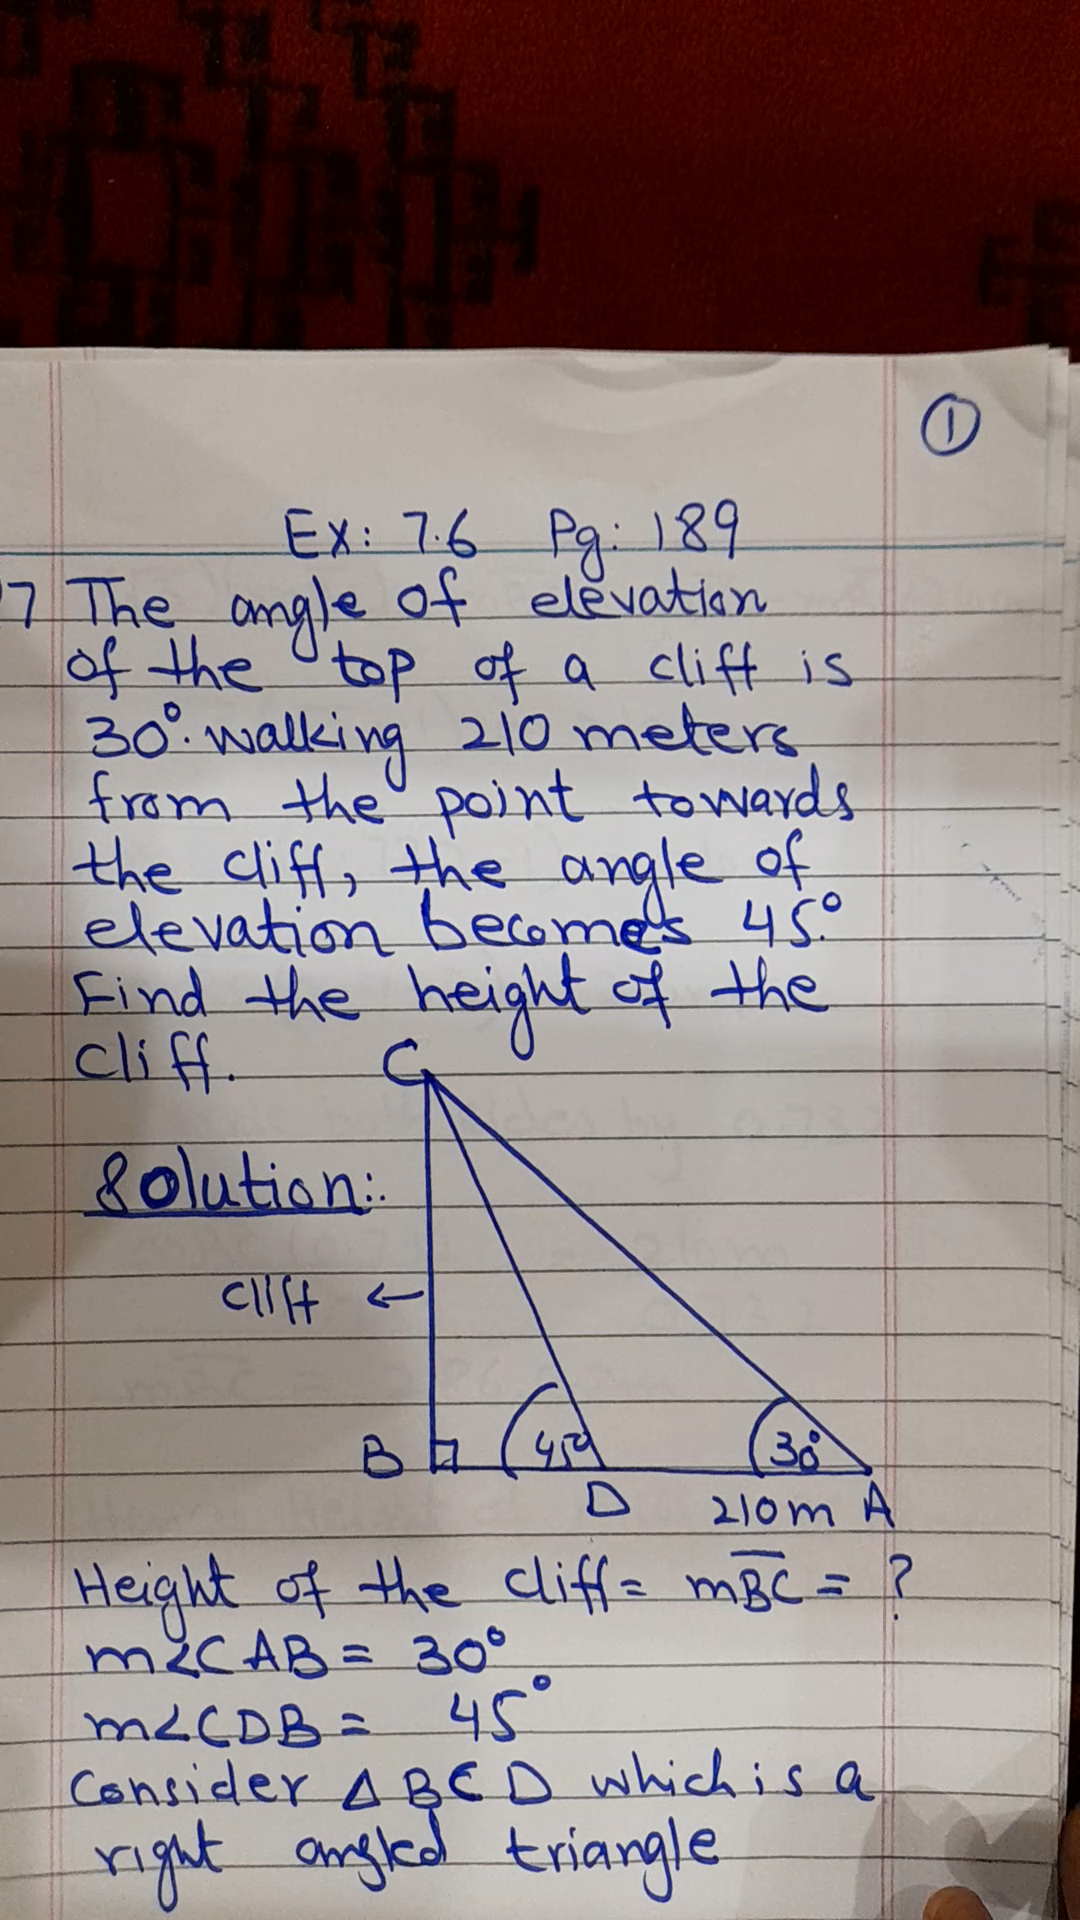 ①
Ex: 7.6 Pg: 189
7 The angle of elevation
of the top of a cliff is
30°. walking 210 meters
from the point towards
the cliff, the angle of
elevation becomes 45.°
Find the height of the
cliff.
C
Solution:.
cliff ←
B 45° 30°
D 210m A
Height of the cliff = mBC = ?
m∠CAB = 30°
m∠CDB = 45°
Consider △ BCD which is a
right angled triangle